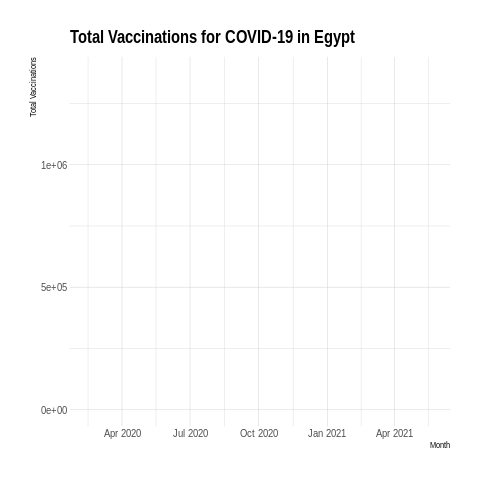 Total Vaccinations for COVID-19 in Egypt
Total Vaccinations
1e+06
5e+05
0e+00
Apr 2020 Jul 2020 Oct 2020 Jan 2021 Apr 2021
Month